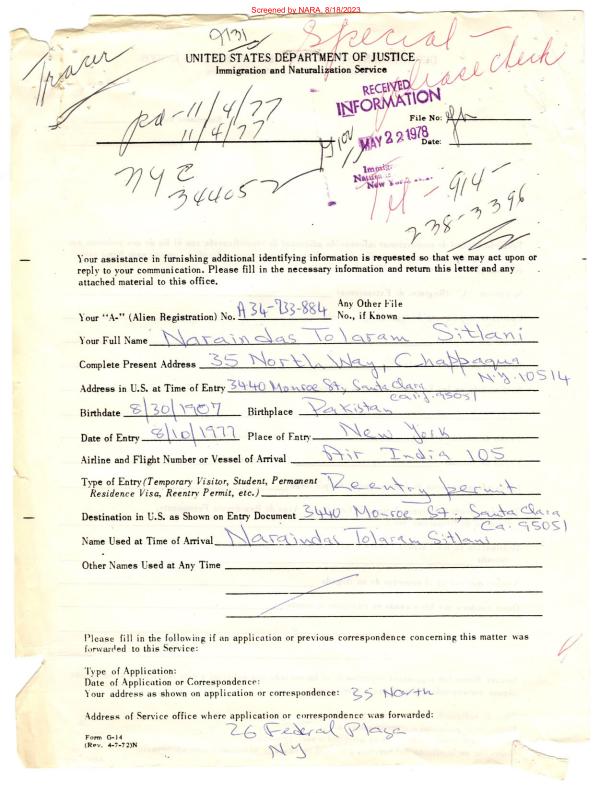 Screened by NARA, 8/18/2023
9131
Special -
Please check
Tracer
UNITED STATES DEPARTMENT OF JUSTICE
Immigration and Naturalization Service
RECEIVED
INFORMATION
MAY 22 1978
pd - 11/4/77
11/4/77
File No:
Date:
NYC
344052
Tel - 914-
238-3396
Your assistance in furnishing additional identifying information is requested so that we may act upon or
reply to your communication. Please fill in the necessary information and return this letter and any
attached material to this office.
Your "A-" (Alien Registration) No. A34-733-884 Any Other File
No., if Known
Your Full Name Naraindas Tolaram Sitlani
Complete Present Address 35 North Way, Chappaqua
N.Y. 10514
Address in U.S. at Time of Entry 3440 Monroe St., Santa Clara
Calif. 95051
Birthdate 8/30/1907 Birthplace Pakistan
Date of Entry 8/10/1977 Place of Entry New York
Airline and Flight Number or Vessel of Arrival Air India 105
Type of Entry (Temporary Visitor, Student, Permanent
Residence Visa, Reentry Permit, etc.) Reentry permit
Destination in U.S. as Shown on Entry Document 3440 Monroe St., Santa Clara
Ca. 95051
Name Used at Time of Arrival Naraindas Tolaram Sitlani
Other Names Used at Any Time
Please fill in the following if an application or previous correspondence concerning this matter was
forwarded to this Service:
Type of Application:
Date of Application or Correspondence:
Your address as shown on application or correspondence: 35 North
Address of Service office where application or correspondence was forwarded:
26 Federal Plaza
NY
Form G-14
(Rev. 4-7-72)N